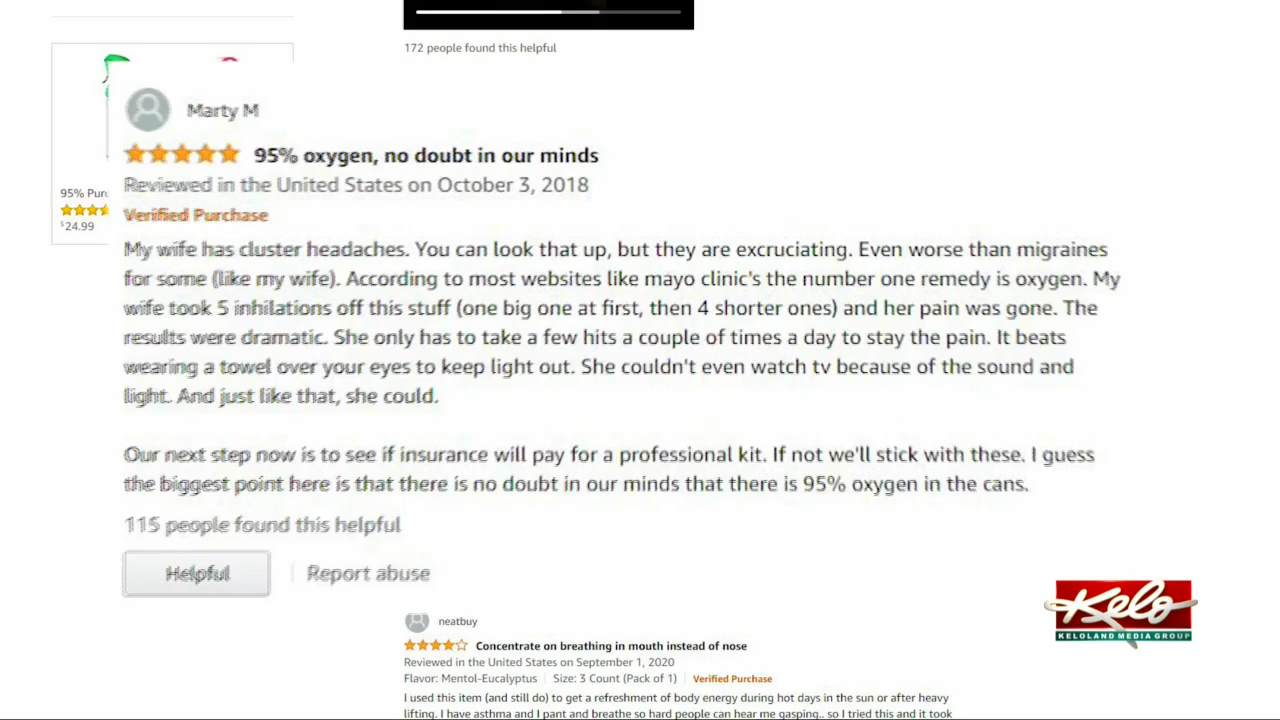 172 people found this helpful
Marty M
95% oxygen, no doubt in our minds
Reviewed in the United States on October 3, 2018
Verified Purchase
My wife has cluster headaches. You can look that up, but they are excruciating. Even worse than migraines
for some (like my wife). According to most websites like mayo clinic's the number one remedy is oxygen. My
wife took 5 inhilations off this stuff (one big one at first, then 4 shorter ones) and her pain was gone. The
results were dramatic. She only has to take a few hits a couple of times a day to stay the pain. It beats
wearing a towel over your eyes to keep light out. She couldn't even watch tv because of the sound and
light. And just like that, she could.
Our next step now is to see if insurance will pay for a professional kit. If not we'll stick with these. I guess
the biggest point here is that there is no doubt in our minds that there is 95% oxygen in the cans.
115 people found this helpful
Helpful
Report abuse
95% Pur
$24.99
neatbuy
Concentrate on breathing in mouth instead of nose
Reviewed in the United States on September 1, 2020
Flavor: Mentol-Eucalyptus Size: 3 Count (Pack of 1) Verified Purchase
I used this item (and still do) to get a refreshment of body energy during hot days in the sun or after heavy
lifting. I have asthma and I pant and breathe so hard people can hear me gasping.. so I tried this and it took
Kelo
KELOLAND MEDIA GROUP